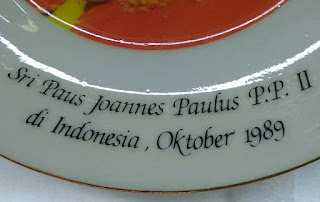 Sri Paus Joannes Paulus P.P. II
di Indonesia, Oktober 1989